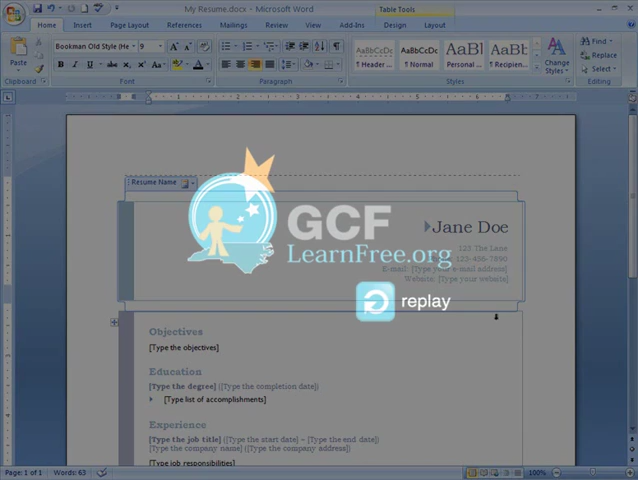 My Resume.docx - Microsoft Word
Table Tools
Home Insert Page Layout References Mailings Review View Add-Ins Design Layout
Paste
Bookman Old Style (He 9
AaBbCcDc AaBbCcDc AaBl AaBbC
¶ Header ... ¶ Normal Personal ... Recipien...
Change Styles
Find
Replace
Select
Clipboard Font Paragraph Styles Editing
Resume Name
GCF
LearnFree.org
Jane Doe
123 The Lane
123-456-7890
E-mail: [Type your e-mail address]
Website: [Type your website]
replay
Objectives
[Type the objectives]
Education
[Type the degree] ([Type the completion date])
[Type list of accomplishments]
Experience
[Type the job title] ([Type the start date] – [Type the end date])
[Type the company name] ([Type the company address])
[Type job responsibilities]
Page: 1 of 1 Words: 63 100%